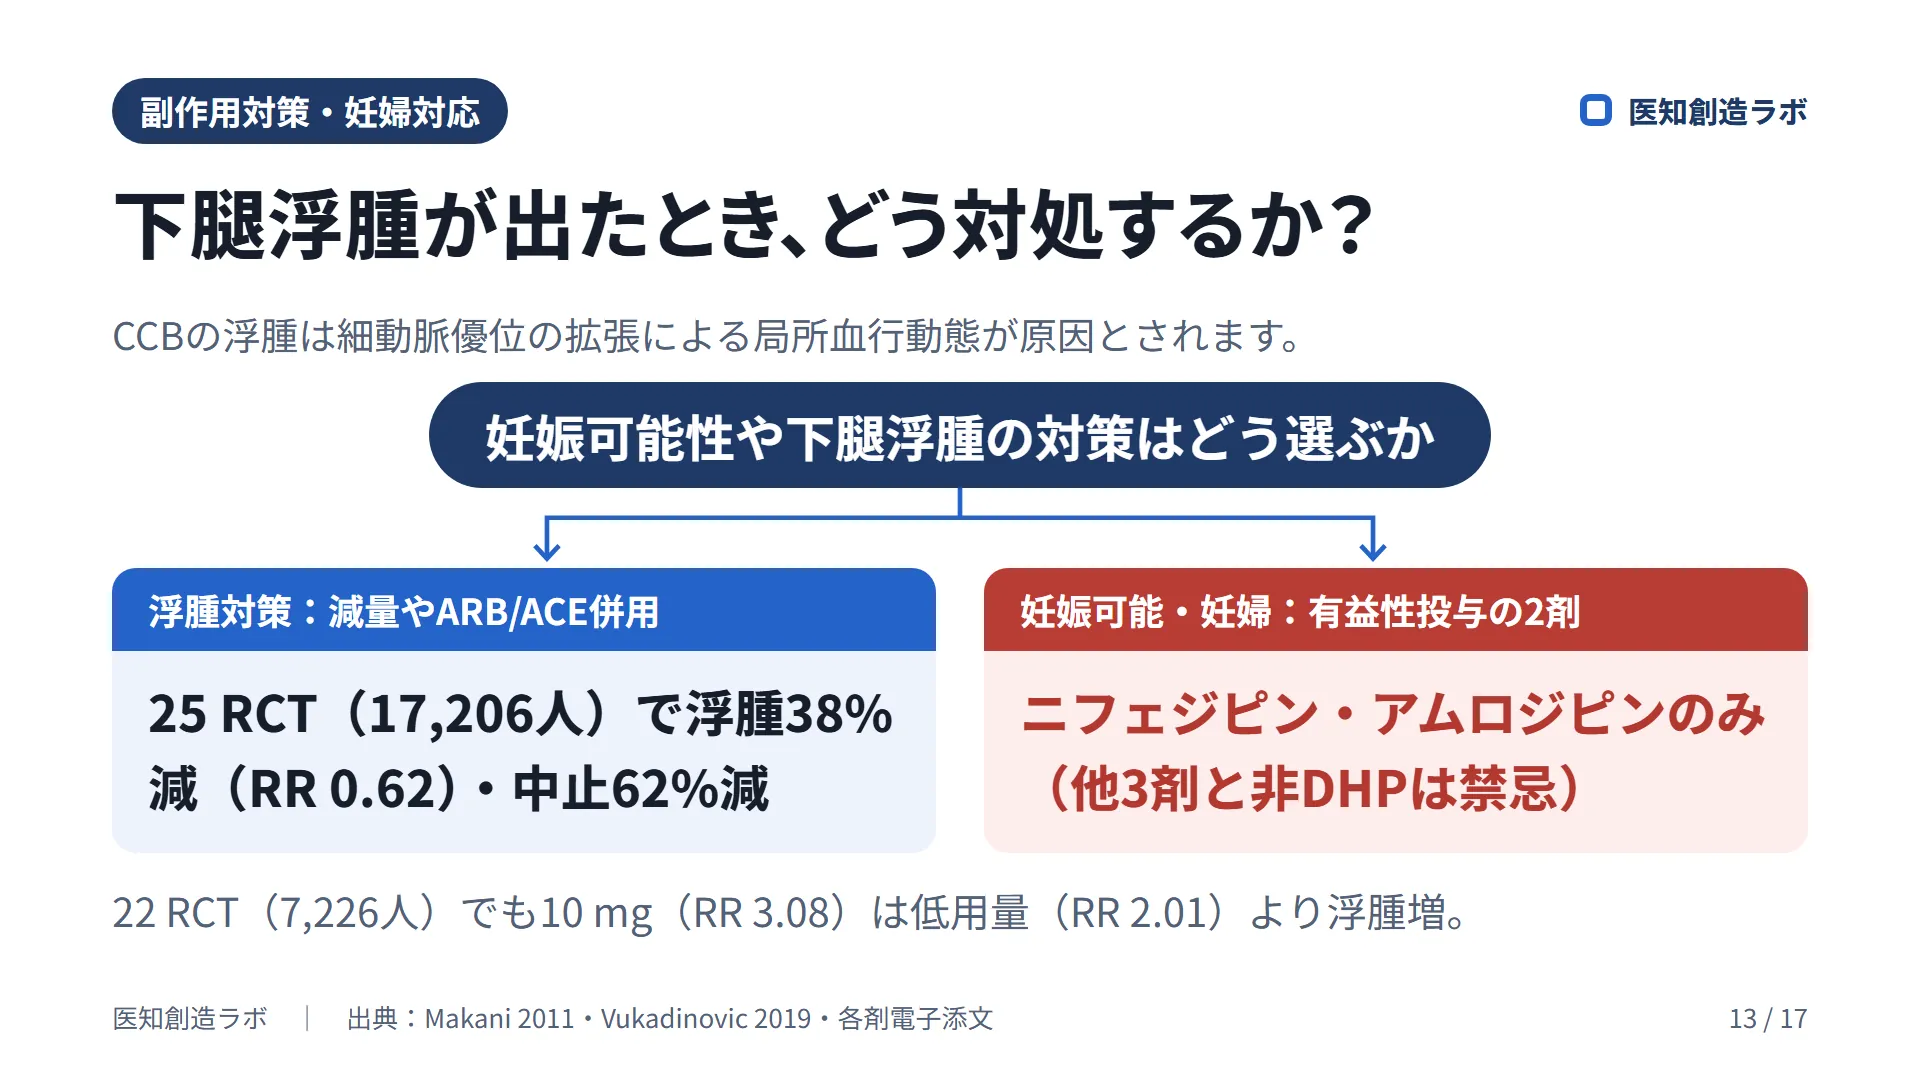 副作用対策・妊婦対応
医知創造ラボ
下腿浮腫が出たとき、どう対処するか？
CCBの浮腫は細動脈優位の拡張による局所血行動態が原因とされます。
妊娠可能性や下腿浮腫の対策はどう選ぶか
浮腫対策：減量やARB/ACE併用
25 RCT（17,206人）で浮腫38%
減（RR 0.62）・中止62%減
妊娠可能・妊婦：有益性投与の2剤
ニフェジピン・アムロジピンのみ
（他3剤と非DHPは禁忌）
22 RCT（7,226人）でも10 mg（RR 3.08）は低用量（RR 2.01）より浮腫増。
医知創造ラボ ｜ 出典：Makani 2011・Vukadinovic 2019・各剤電子添文
13 / 17